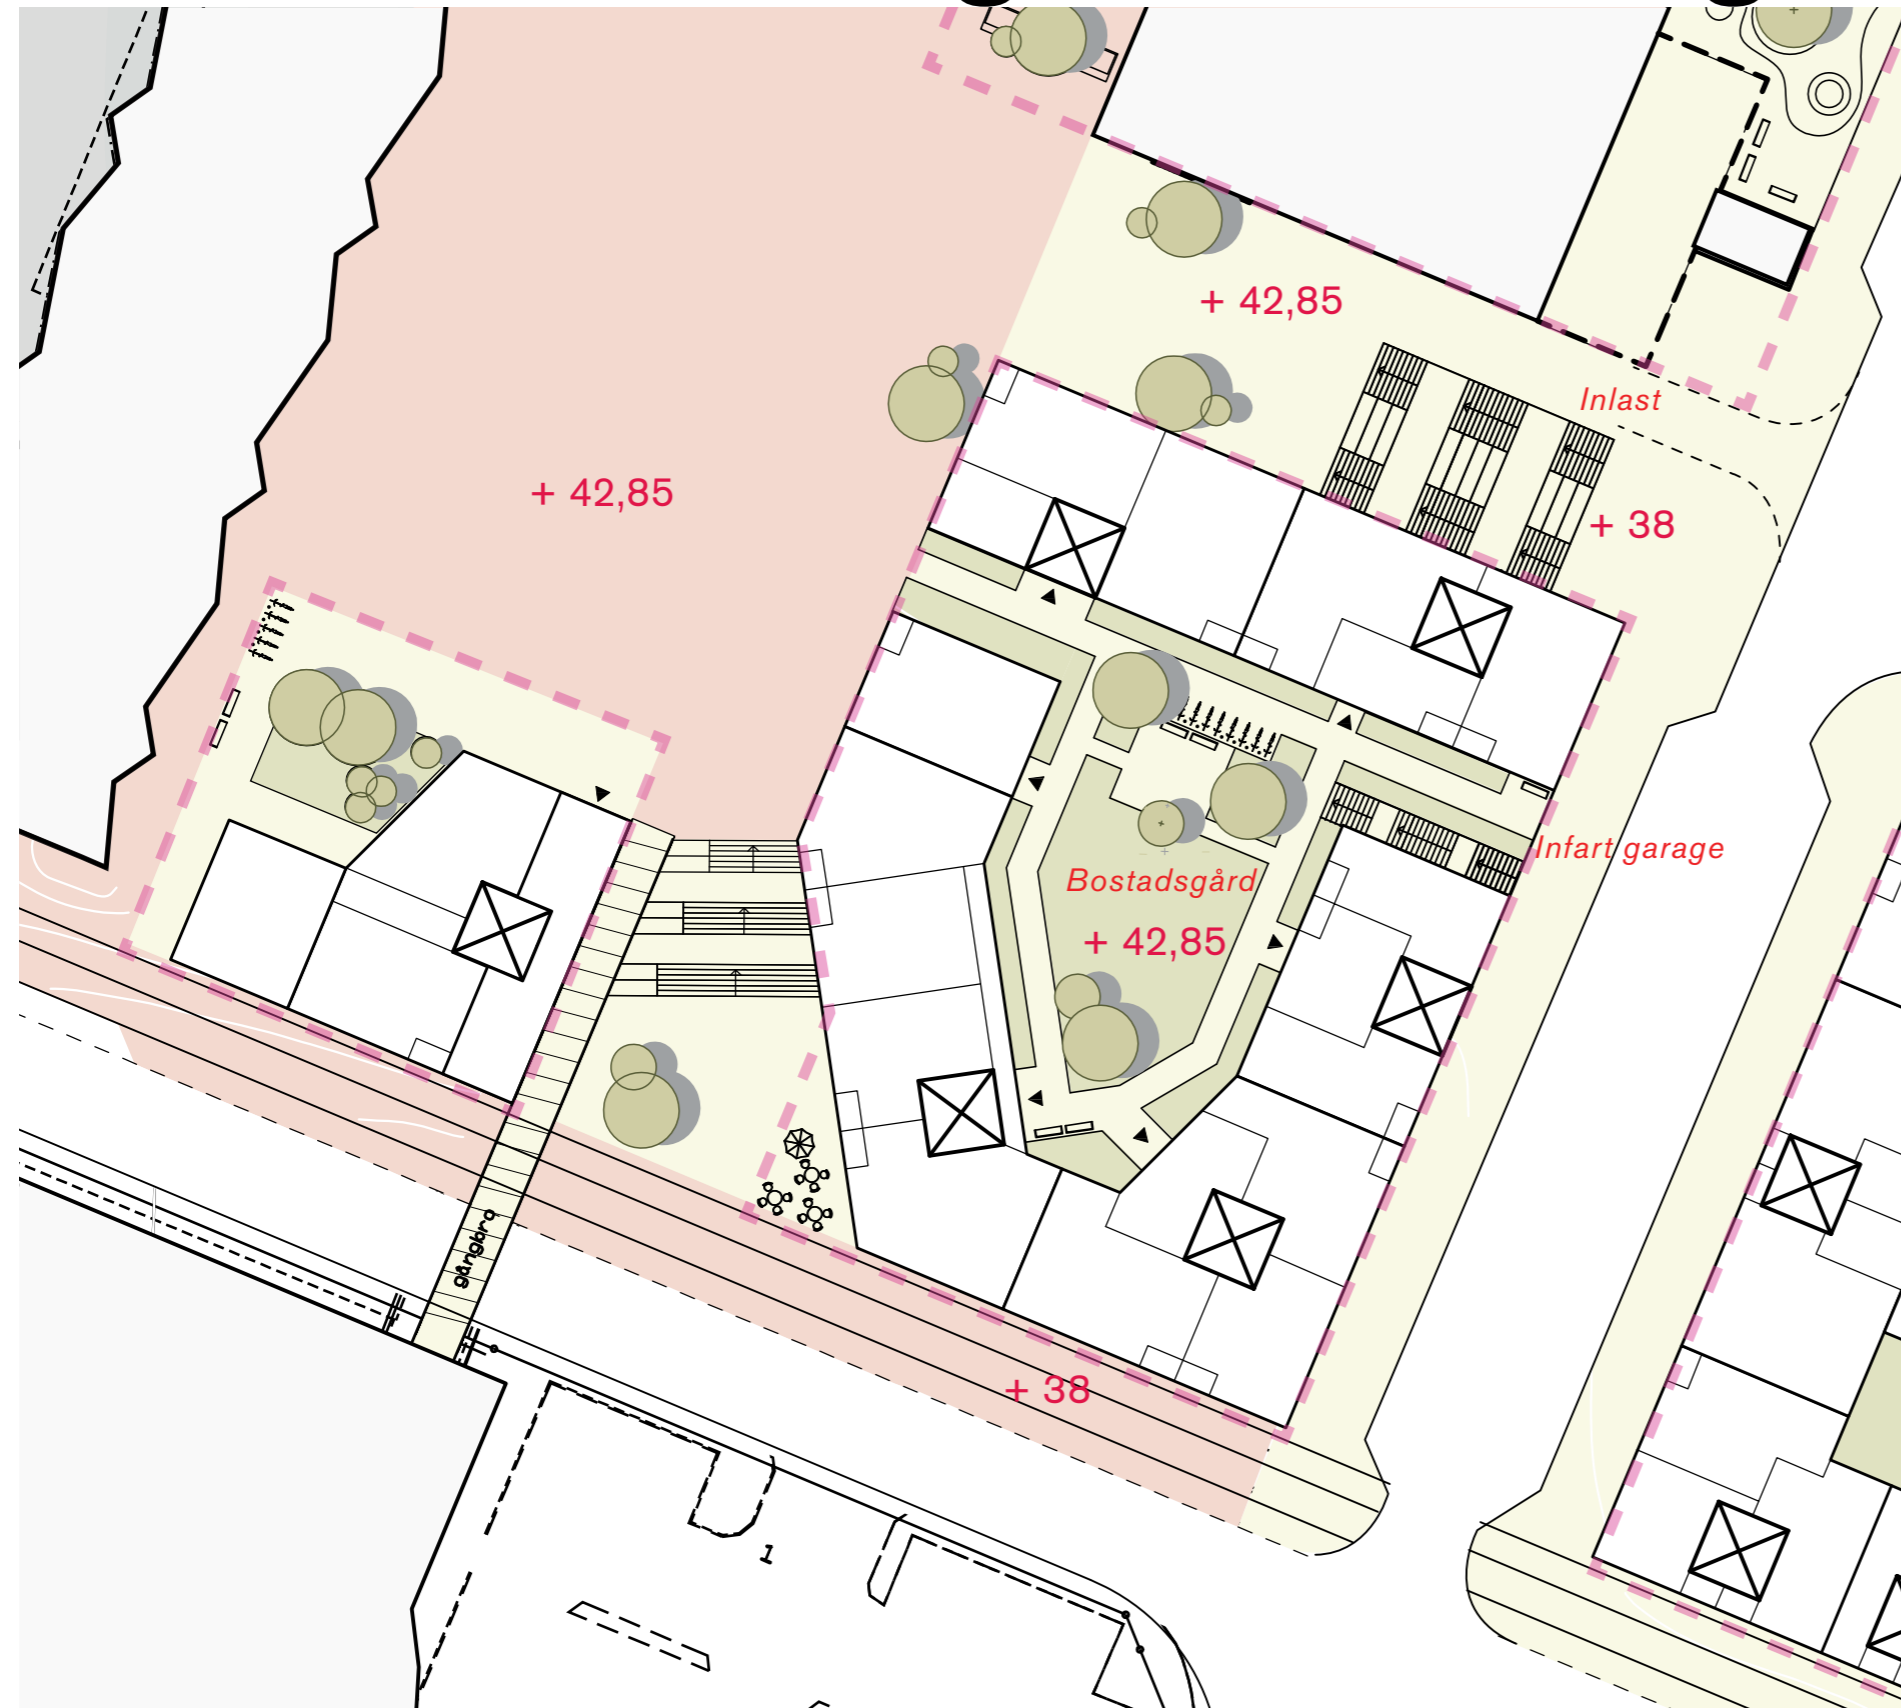 + 42,85
Inlast
+ 42,85
+ 38
Infart garage
Bostadsgård
+ 42,85
gångbro
+ 38
1